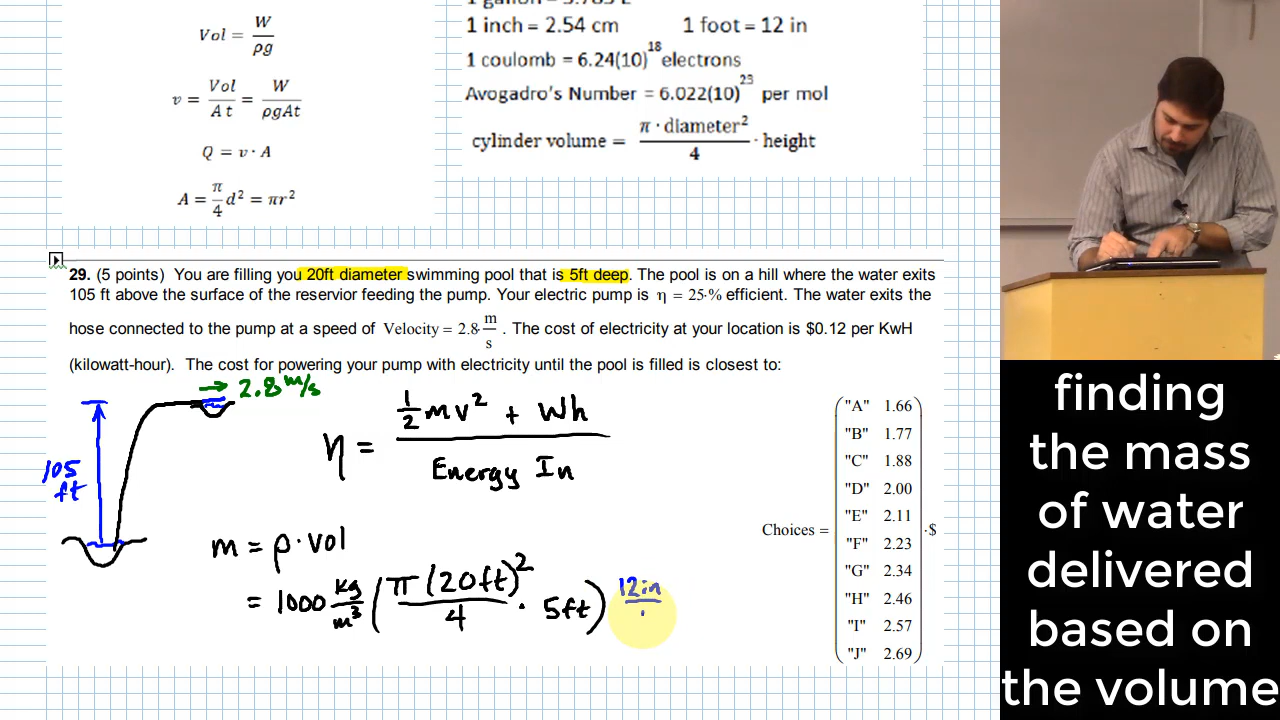 Vol = W / ρg
v = Vol / A t = W / ρgAt
Q = v · A
A = π/4 d² = πr²
1 inch = 2.54 cm 1 foot = 12 in
1 coulomb = 6.24(10)^18 electrons
Avogadro's Number = 6.022(10)^23 per mol
cylinder volume = π · diameter² / 4 · height
29. (5 points) You are filling you 20ft diameter swimming pool that is 5ft deep. The pool is on a hill where the water exits
105 ft above the surface of the reservior feeding the pump. Your electric pump is η = 25·% efficient. The water exits the
hose connected to the pump at a speed of Velocity = 2.8 m/s . The cost of electricity at your location is $0.12 per KwH
(kilowatt-hour). The cost for powering your pump with electricity until the pool is filled is closest to:
2.8 m/s
105 ft
η = ½mv² + Wh / Energy In
m = ρ · vol
= 1000 kg/m³ (π(20ft)² / 4 · 5ft) 12in
Choices =
"A" 1.66
"B" 1.77
"C" 1.88
"D" 2.00
"E" 2.11
"F" 2.23
"G" 2.34
"H" 2.46
"I" 2.57
"J" 2.69
·$
finding
the mass
of water
delivered
based on
the volume